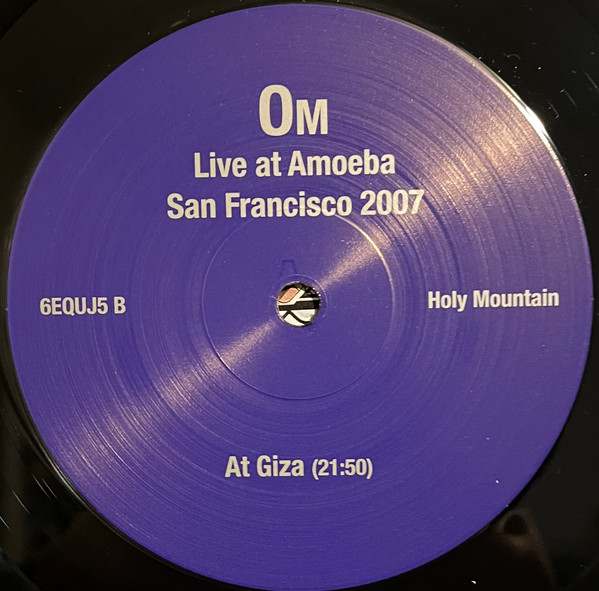 OM
Live at Amoeba
San Francisco 2007
6EQUJ5 B
Holy Mountain
At Giza (21:50)